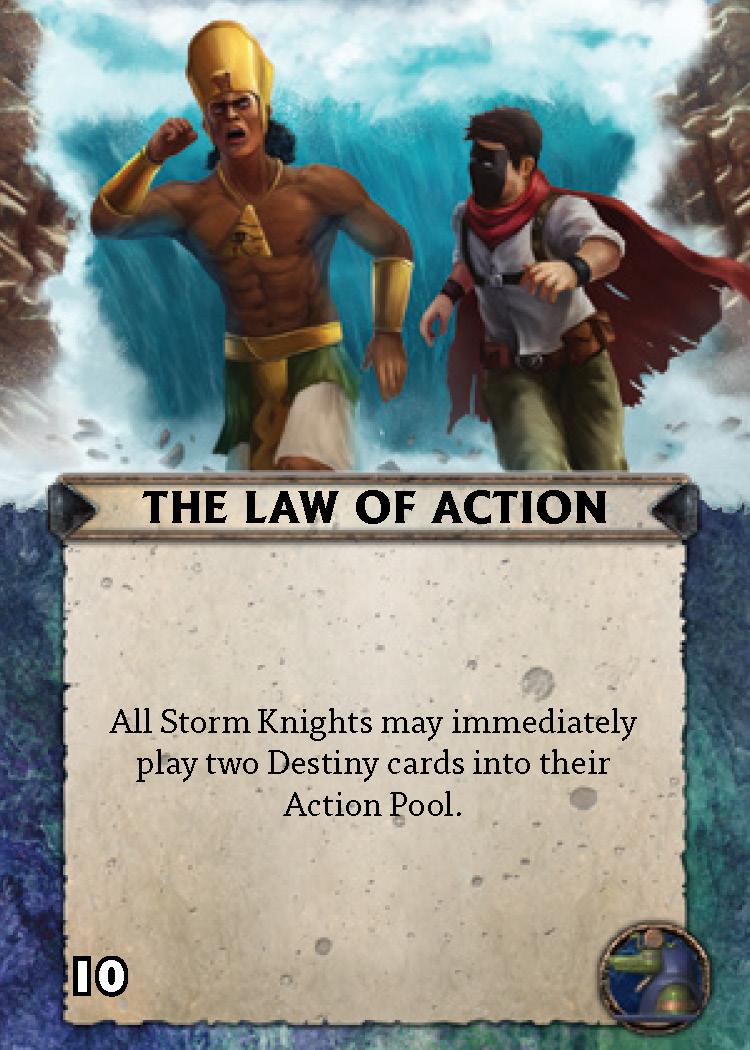 THE LAW OF ACTION
All Storm Knights may immediately
play two Destiny cards into their
Action Pool.
10